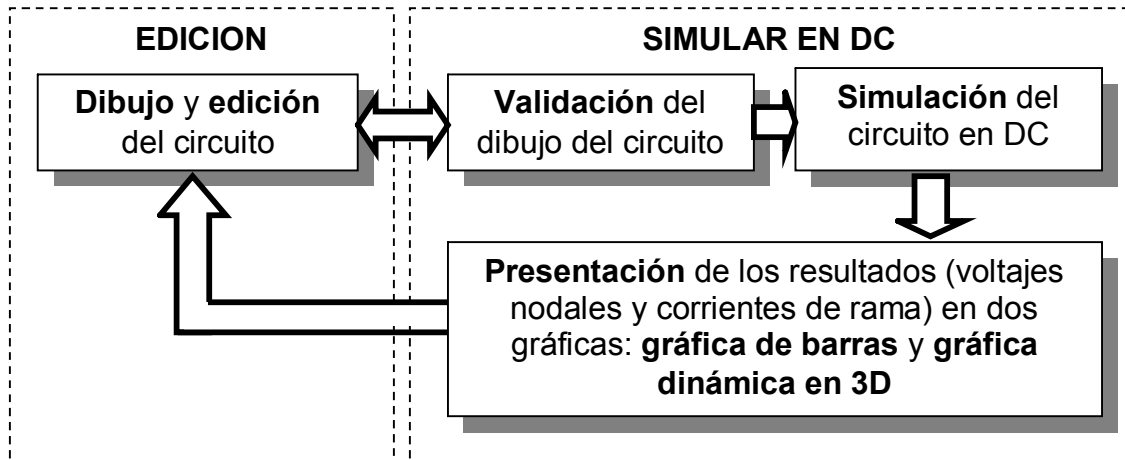 EDICION
SIMULAR EN DC
Dibujo y edición
del circuito
Validación del
dibujo del circuito
Simulación del
circuito en DC
Presentación de los resultados (voltajes
nodales y corrientes de rama) en dos
gráficas: gráfica de barras y gráfica
dinámica en 3D